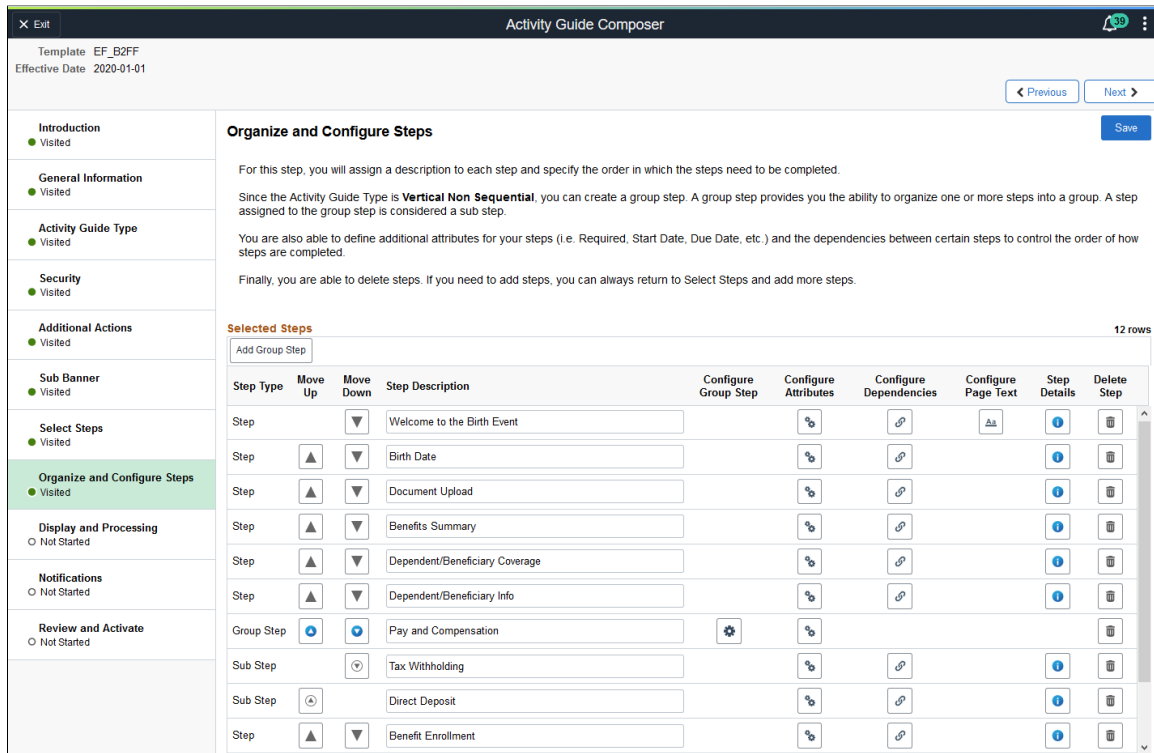 Exit
Activity Guide Composer
39
Template EF_B2FF
Effective Date 2020-01-01
Previous
Next
Introduction
Visited
General Information
Visited
Activity Guide Type
Visited
Security
Visited
Additional Actions
Visited
Sub Banner
Visited
Select Steps
Visited
Organize and Configure Steps
Visited
Display and Processing
Not Started
Notifications
Not Started
Review and Activate
Not Started
Organize and Configure Steps
Save
For this step, you will assign a description to each step and specify the order in which the steps need to be completed.
Since the Activity Guide Type is Vertical Non Sequential, you can create a group step. A group step provides you the ability to organize one or more steps into a group. A step
assigned to the group step is considered a sub step.
You are also able to define additional attributes for your steps (i.e. Required, Start Date, Due Date, etc.) and the dependencies between certain steps to control the order of how
steps are completed.
Finally, you are able to delete steps. If you need to add steps, you can always return to Select Steps and add more steps.
Selected Steps
12 rows
Add Group Step
Step Type Move Up Move Down Step Description Configure Group Step Configure Attributes Configure Dependencies Configure Page Text Step Details Delete Step
Step Welcome to the Birth Event Aa
Step Birth Date
Step Document Upload
Step Benefits Summary
Step Dependent/Beneficiary Coverage
Step Dependent/Beneficiary Info
Group Step Pay and Compensation
Sub Step Tax Withholding
Sub Step Direct Deposit
Step Benefit Enrollment